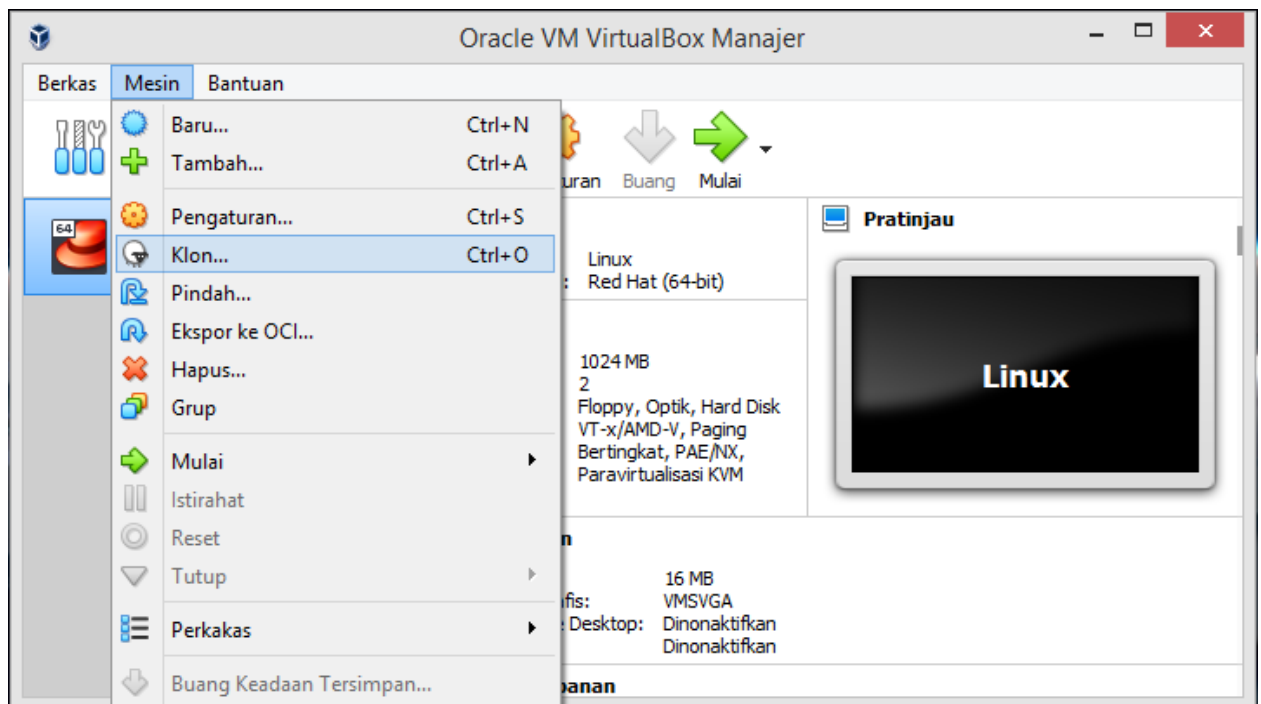 Oracle VM VirtualBox Manajer
Berkas Mesin Bantuan
Baru... Ctrl+N
Tambah... Ctrl+A
Buang Mulai
64
Pengaturan... Ctrl+S
Klon... Ctrl+O
Pindah...
Ekspor ke OCI...
Hapus...
Grup
Mulai
Istirahat
Reset
Tutup
Perkakas
Buang Keadaan Tersimpan...
Linux
: Red Hat (64-bit)
1024 MB
2
Floppy, Optik, Hard Disk
VT-x/AMD-V, Paging
Bertingkat, PAE/NX,
Paravirtualisasi KVM
16 MB
VMSVGA
Desktop: Dinonaktifkan
Dinonaktifkan
Pratinjau
Linux